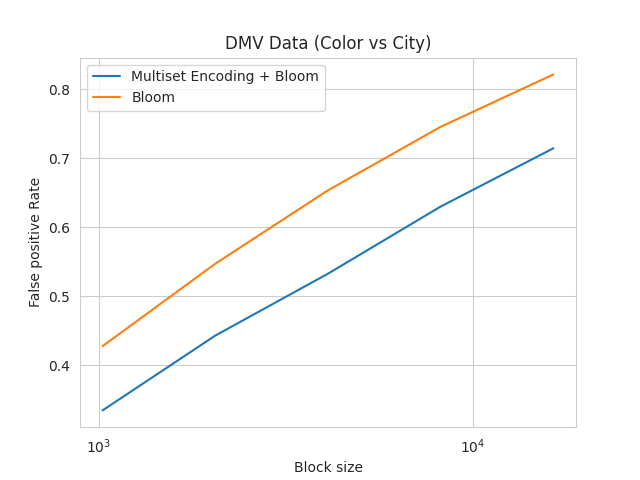 DMV Data (Color vs City)
Multiset Encoding + Bloom
Bloom
False positive Rate
0.8
0.7
0.6
0.5
0.4
10³
10⁴
Block size